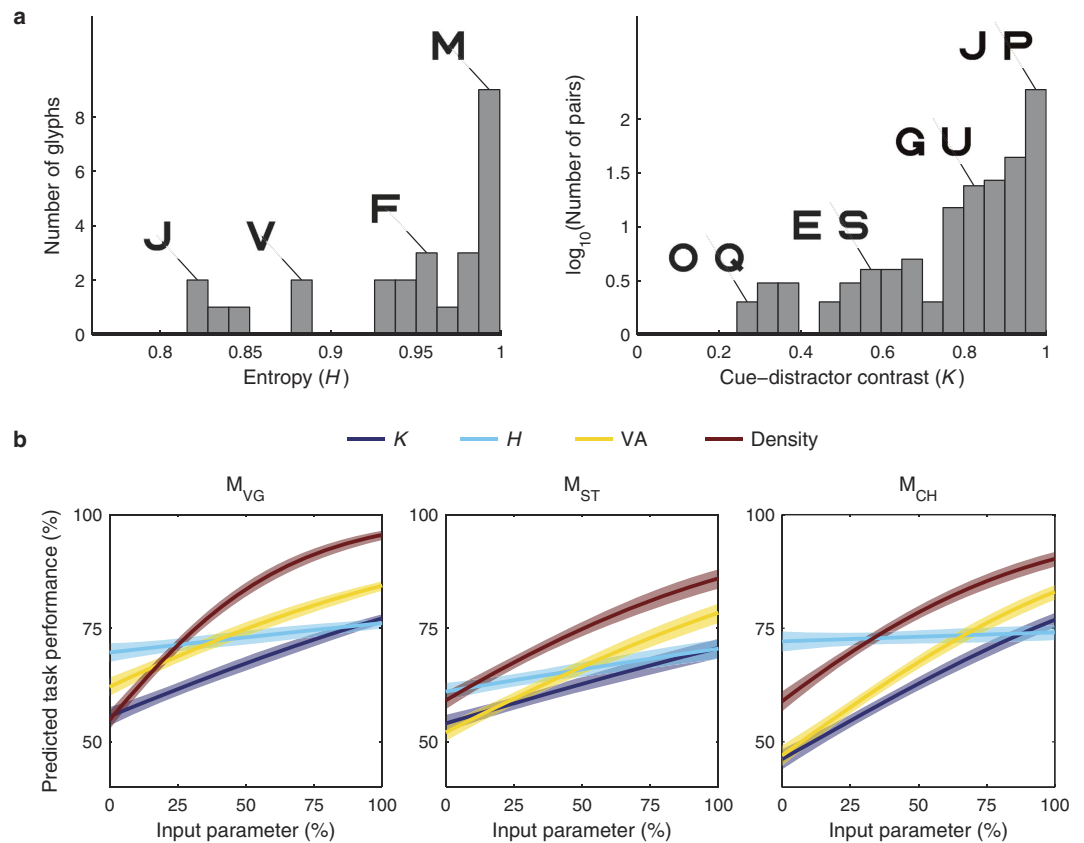 a
M
F
J V
Number of glyphs
8
6
4
2
0
0.8 0.85 0.9 0.95 1
Entropy (H)
J P
G U
E S
O Q
log10(Number of pairs)
2
1.5
1
0.5
0
0 0.2 0.4 0.6 0.8 1
Cue–distractor contrast (K)
b
K H VA Density
MVG MST MCH
Predicted task performance (%)
100 100 100
75 75 75
50 50 50
0 25 50 75 100 0 25 50 75 100 0 25 50 75 100
Input parameter (%) Input parameter (%) Input parameter (%)